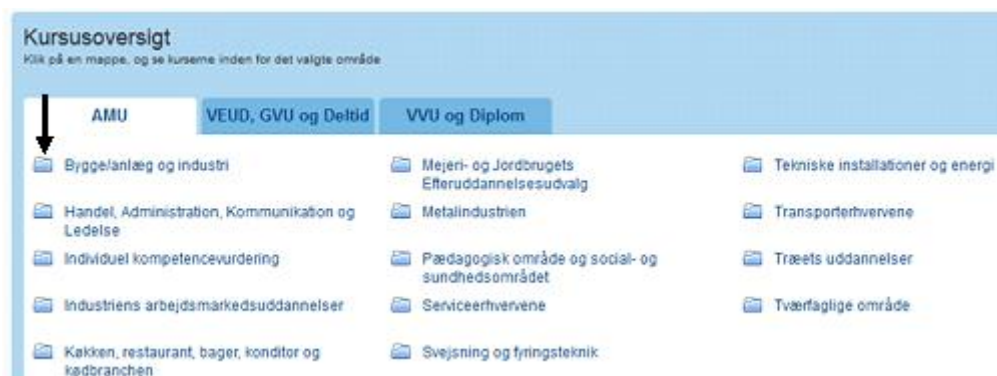 Kursusoversigt
Klik på en mappe, og se kurserne inden for det valgte område
AMU
VEUD, GVU og Deltid
VVU og Diplom
Bygge/anlæg og industri
Handel, Administration, Kommunikation og
Ledelse
Individuel kompetencevurdering
Industriens arbejdsmarkedsuddannelser
Køkken, restaurant, bager, konditor og
kødbranchen
Mejeri- og Jordbrugets
Efteruddannelsesudvalg
Metalindustrien
Pædagogisk område og social- og
sundhedsområdet
Serviceerhvervene
Svejsning og fyringsteknik
Tekniske installationer og energi
Transporterhvervene
Træets uddannelser
Tværfaglige område